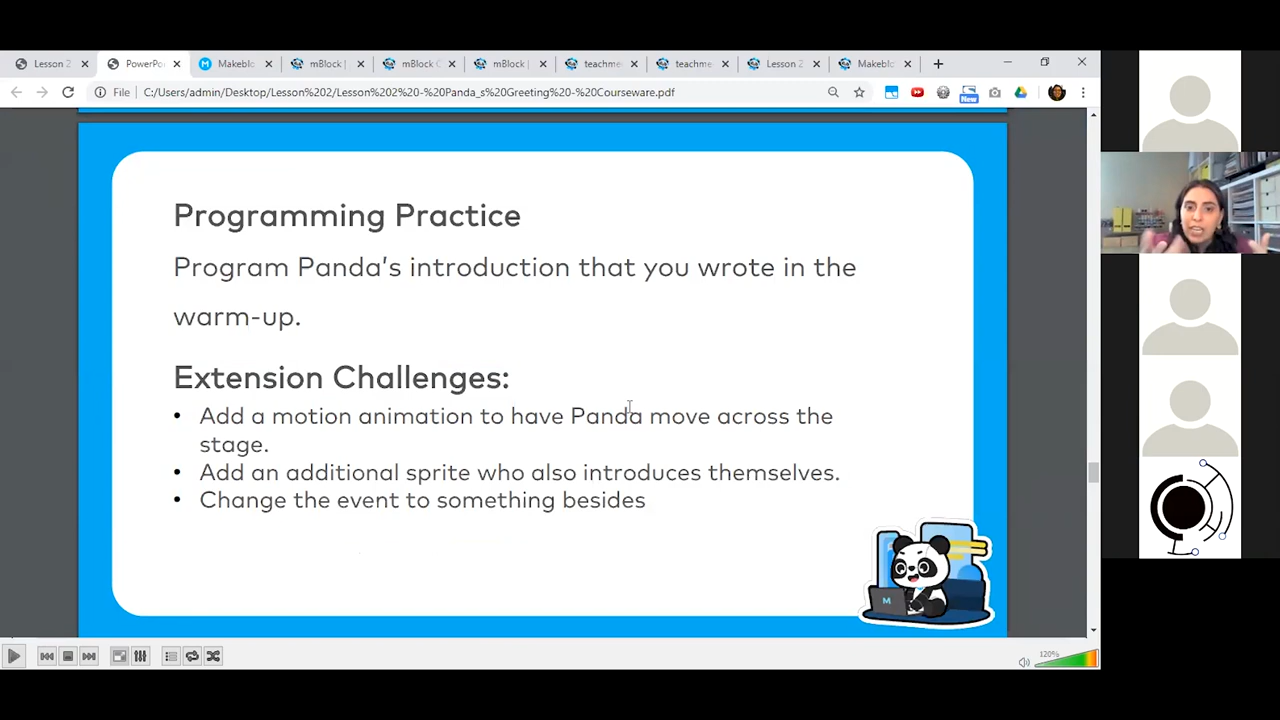 Lesson 2
PowerPo
Makeblo
mBlock |
mBlock C
mBlock |
teachme
teachme
Lesson 2
Makeblo
File
C:/Users/admin/Desktop/Lesson%202/Lesson%202%20-%20Panda_s%20Greeting%20-%20Courseware.pdf
New
Programming Practice
Program Panda's introduction that you wrote in the
warm-up.
Extension Challenges:
• Add a motion animation to have Panda move across the
stage.
• Add an additional sprite who also introduces themselves.
• Change the event to something besides
M
120%